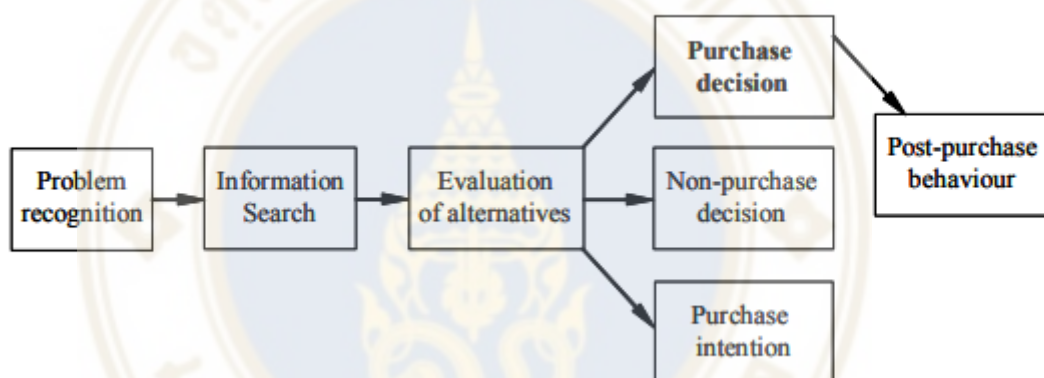 Problem
recognition
Information
Search
Evaluation
of alternatives
Purchase
decision
Non-purchase
decision
Purchase
intention
Post-purchase
behaviour